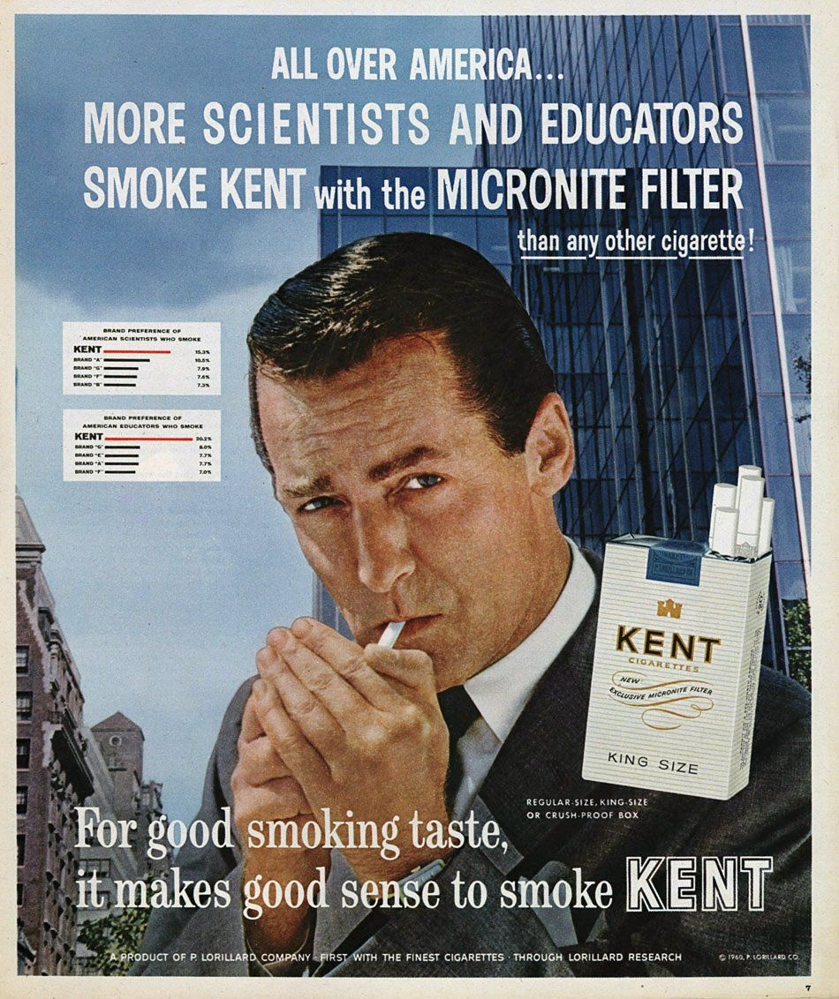 ALL OVER AMERICA...
MORE SCIENTISTS AND EDUCATORS
SMOKE KENT with the MICRONITE FILTER
than any other cigarette!
BRAND PREFERENCE OF
AMERICAN SCIENTISTS WHO SMOKE
KENT 15.3%
BRAND "A" 10.5%
BRAND "G" 7.9%
BRAND "F" 7.6%
BRAND "B" 7.3%
BRAND PREFERENCE OF
AMERICAN EDUCATORS WHO SMOKE
KENT 20.2%
BRAND "G" 8.0%
BRAND "E" 7.7%
BRAND "A" 7.7%
BRAND "F" 7.0%
KENT
CIGARETTES
NEW
EXCLUSIVE MICRONITE FILTER
KING SIZE
REGULAR-SIZE, KING-SIZE
OR CRUSH-PROOF BOX
For good smoking taste,
it makes good sense to smoke KENT
A PRODUCT OF P. LORILLARD COMPANY · FIRST WITH THE FINEST CIGARETTES · THROUGH LORILLARD RESEARCH
© 1960, P. LORILLARD CO.
7